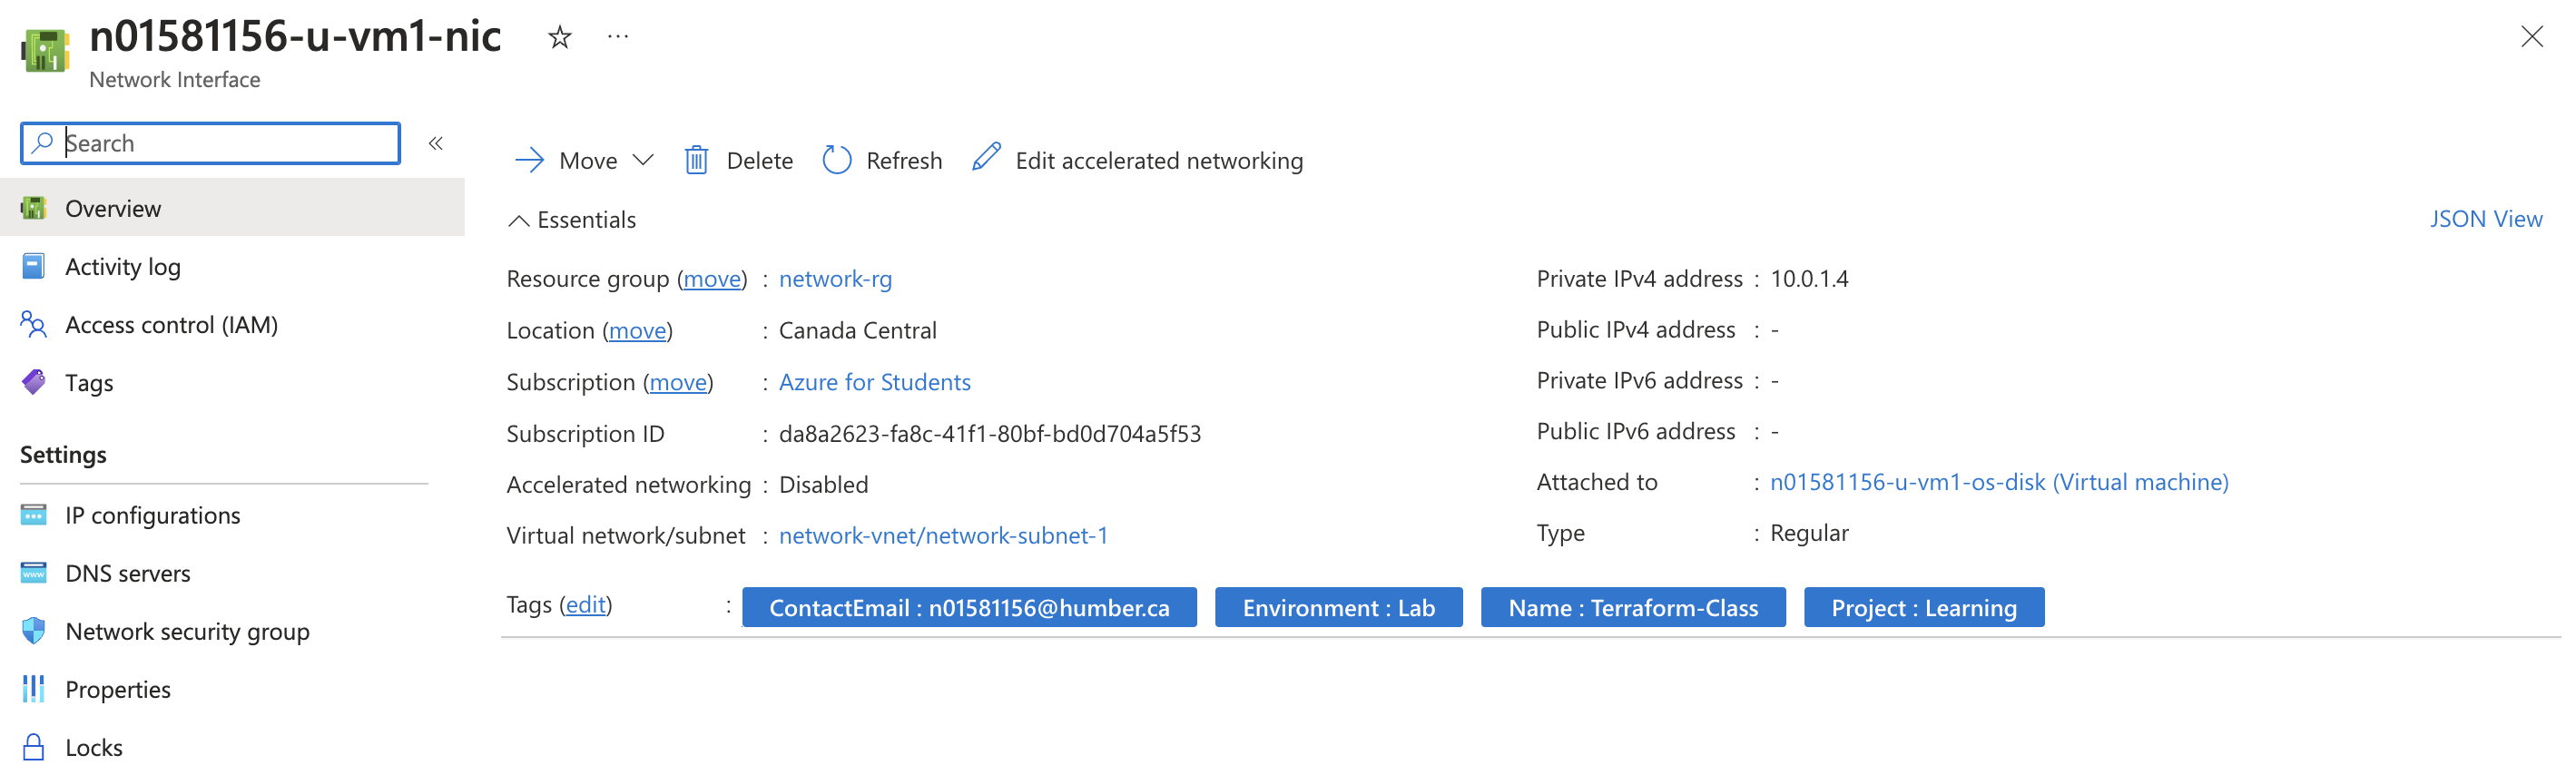 n01581156-u-vm1-nic
Network Interface
Search
Overview
Activity log
Access control (IAM)
Tags
Settings
IP configurations
DNS servers
Network security group
Properties
Locks
Move
Delete
Refresh
Edit accelerated networking
Essentials
JSON View
Resource group (move) : network-rg
Location (move) : Canada Central
Subscription (move) : Azure for Students
Subscription ID : da8a2623-fa8c-41f1-80bf-bd0d704a5f53
Accelerated networking : Disabled
Virtual network/subnet : network-vnet/network-subnet-1
Private IPv4 address : 10.0.1.4
Public IPv4 address : -
Private IPv6 address : -
Public IPv6 address : -
Attached to : n01581156-u-vm1-os-disk (Virtual machine)
Type : Regular
Tags (edit) : ContactEmail : n01581156@humber.ca Environment : Lab Name : Terraform-Class Project : Learning